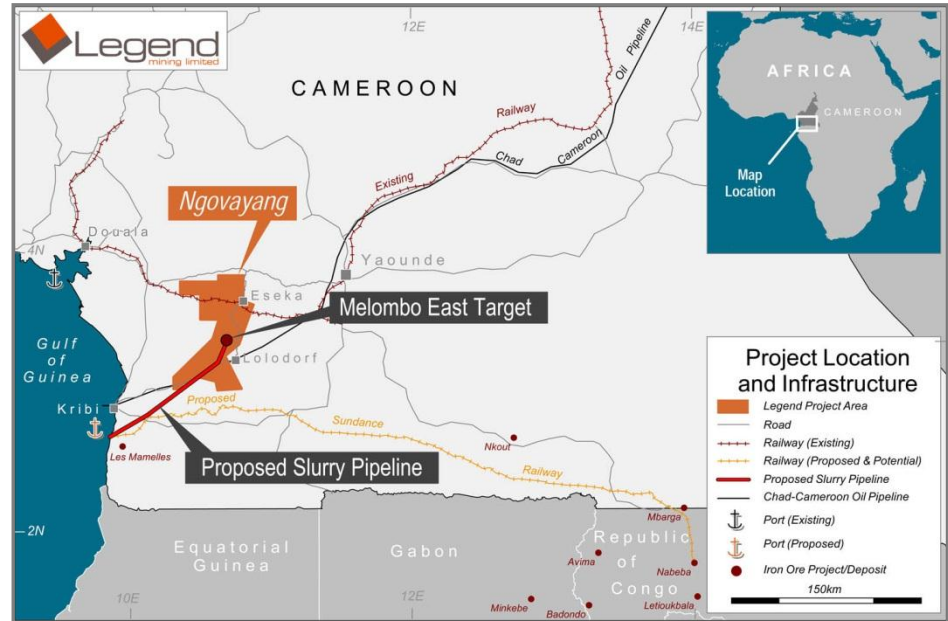 Legend
mining limited
12E
14E
CAMEROON
Oil Pipeline
Railway
Cameroon
Chad
Existing
AFRICA
CAMEROON
Map
Location
Ngovayang
Douala
4N
Yaounde
Eseka
Melombo East Target
Gulf
of
Guinea
Lolodorf
Kribi
Proposed
Sundance
Nkout
Les Mamelles
Proposed Slurry Pipeline
Railway
2N
Mbarga
Equatorial
Guinea
Gabon
Republic
of
Congo
Avima
Nabeba
Minkebe
Badondo
Letioukbala
10E
12E
Project Location
and Infrastructure
Legend Project Area
Road
Railway (Existing)
Railway (Proposed & Potential)
Proposed Slurry Pipeline
Chad-Cameroon Oil Pipeline
Port (Existing)
Port (Proposed)
Iron Ore Project/Deposit
150km